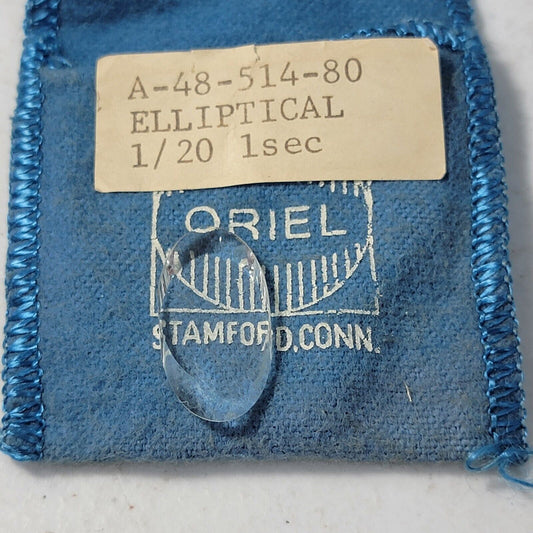 A-48-514-80
ELLIPTICAL
1/20 1sec
ORIEL
STAMFORD, CONN.